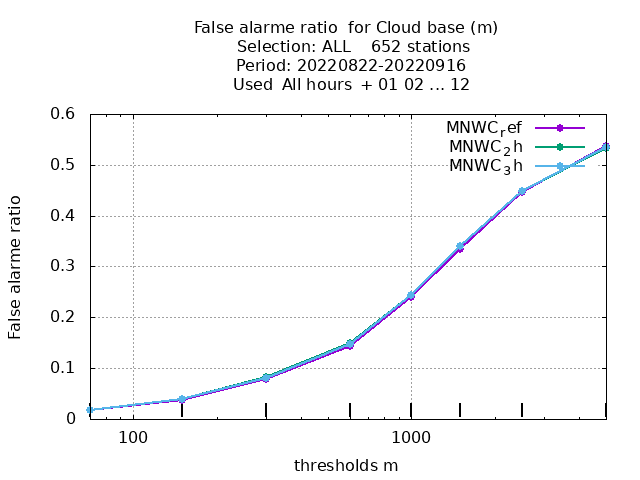 False alarme ratio  for Cloud base (m)
Selection: ALL    652 stations
Period: 20220822-20220916
Used  All hours  + 01 02 ... 12
MNWC_ref
MNWC_2h
MNWC_3h
0.6
0.5
0.4
0.3
0.2
0.1
0
False alarme ratio
100
1000
thresholds m